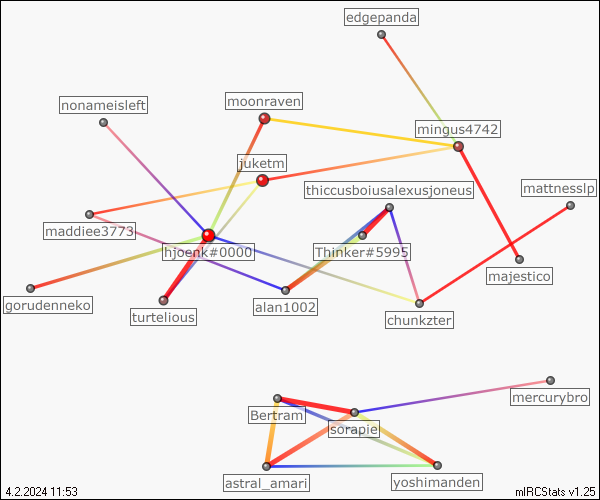 edgepanda
nonameisleft
moonraven
mingus4742
juketm
thiccusboiusalexusjoneus
mattnesslp
maddiee3773
hjoenk#0000
Thinker#5995
majestico
gorudenneko
turtelious
alan1002
chunkzter
mercurybro
Bertram
sorapie
astral_amari
yoshimanden
4.2.2024 11:53
mIRCStats v1.25